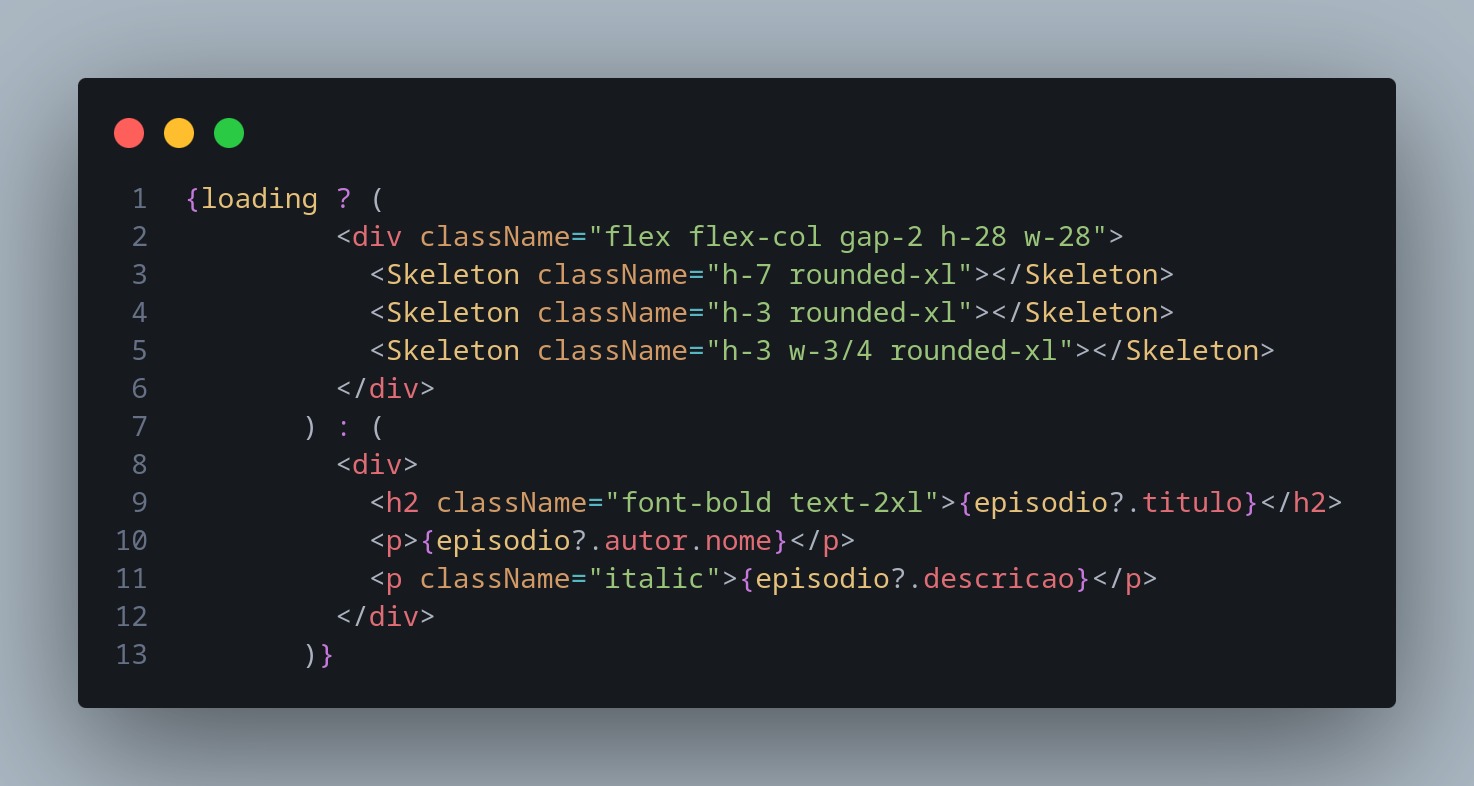 1 {loading ? (
2          <div className="flex flex-col gap-2 h-28 w-28">
3            <Skeleton className="h-7 rounded-xl"></Skeleton>
4            <Skeleton className="h-3 rounded-xl"></Skeleton>
5            <Skeleton className="h-3 w-3/4 rounded-xl"></Skeleton>
6          </div>
7        ) : (
8          <div>
9            <h2 className="font-bold text-2xl">{episodio?.titulo}</h2>
10            <p>{episodio?.autor.nome}</p>
11            <p className="italic">{episodio?.descricao}</p>
12          </div>
13        )}